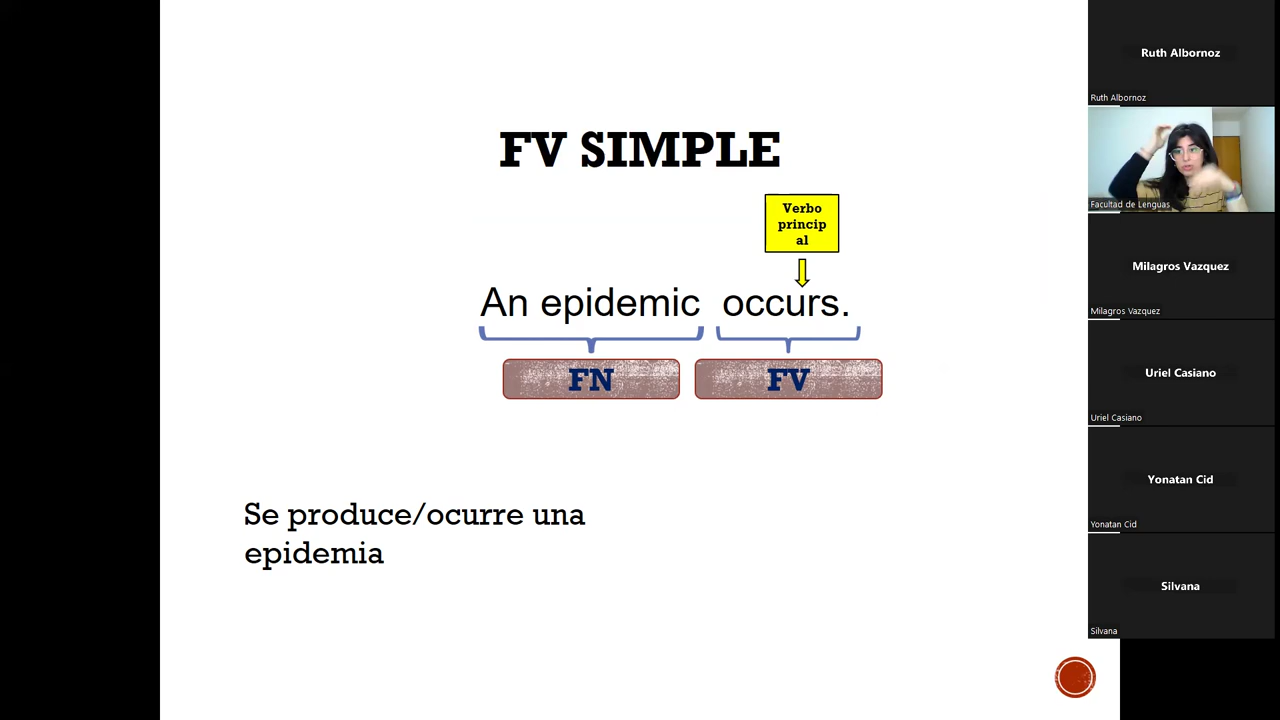 FV SIMPLE
Verbo
princip
al
An epidemic occurs.
FN
FV
Se produce/ocurre una
epidemia
Ruth Albornoz
Ruth Albornoz
Facultad de Lenguas
Milagros Vazquez
Milagros Vazquez
Uriel Casiano
Uriel Casiano
Yonatan Cid
Yonatan Cid
Silvana
Silvana